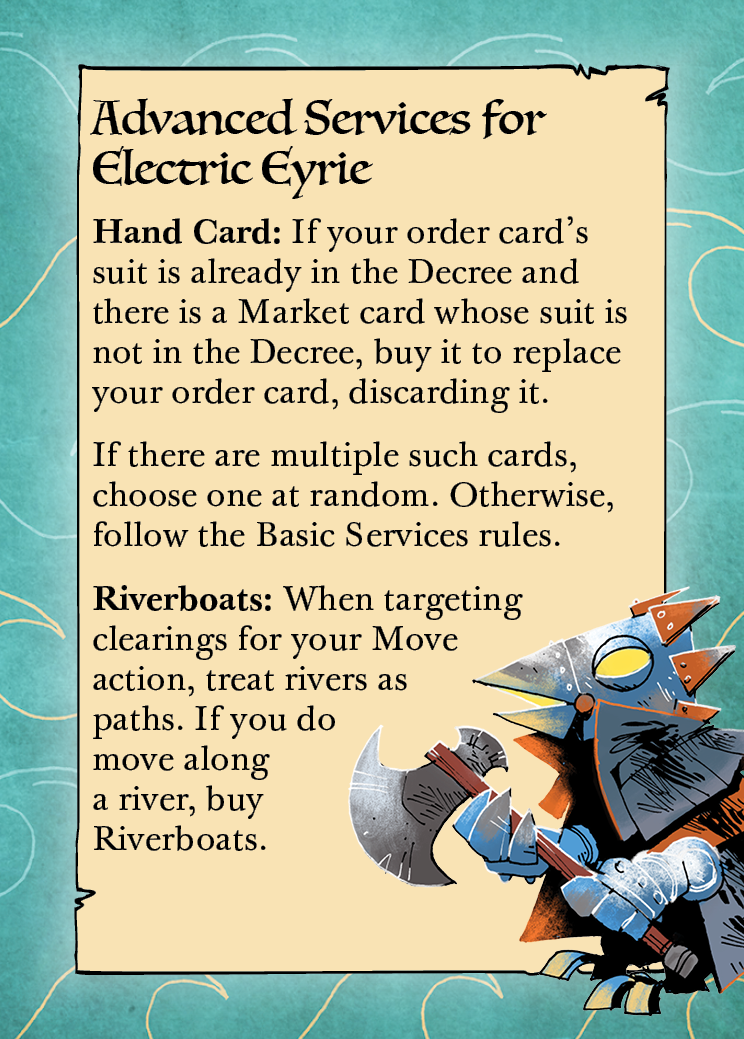 Advanced Services for
Electric Eyrie
Hand Card: If your order card’s
suit is already in the Decree and
there is a Market card whose suit is
not in the Decree, buy it to replace
your order card, discarding it.
If there are multiple such cards,
choose one at random. Otherwise,
follow the Basic Services rules.
Riverboats: When targeting
clearings for your Move
action, treat rivers as
paths. If you do
move along
a river, buy
Riverboats.